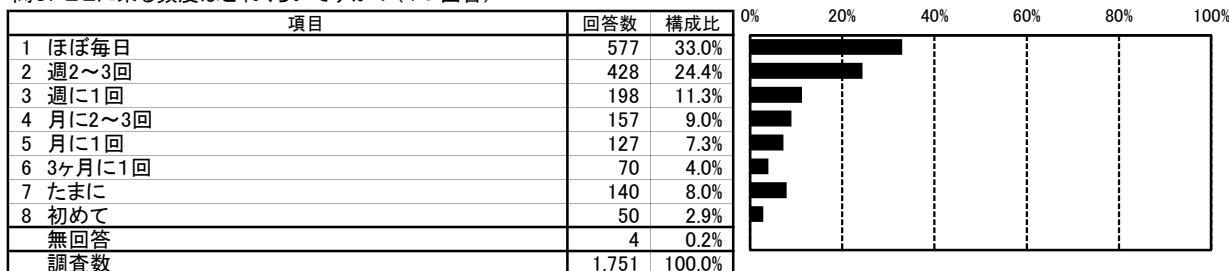 項目 回答数 構成比 0% 20% 40% 60% 80% 100%
1 ほぼ毎日 577 33.0%
2 週2～3回 428 24.4%
3 週に1回 198 11.3%
4 月に2～3回 157 9.0%
5 月に1回 127 7.3%
6 3ヶ月に1回 70 4.0%
7 たまに 140 8.0%
8 初めて 50 2.9%
無回答 4 0.2%
調査数 1,751 100.0%